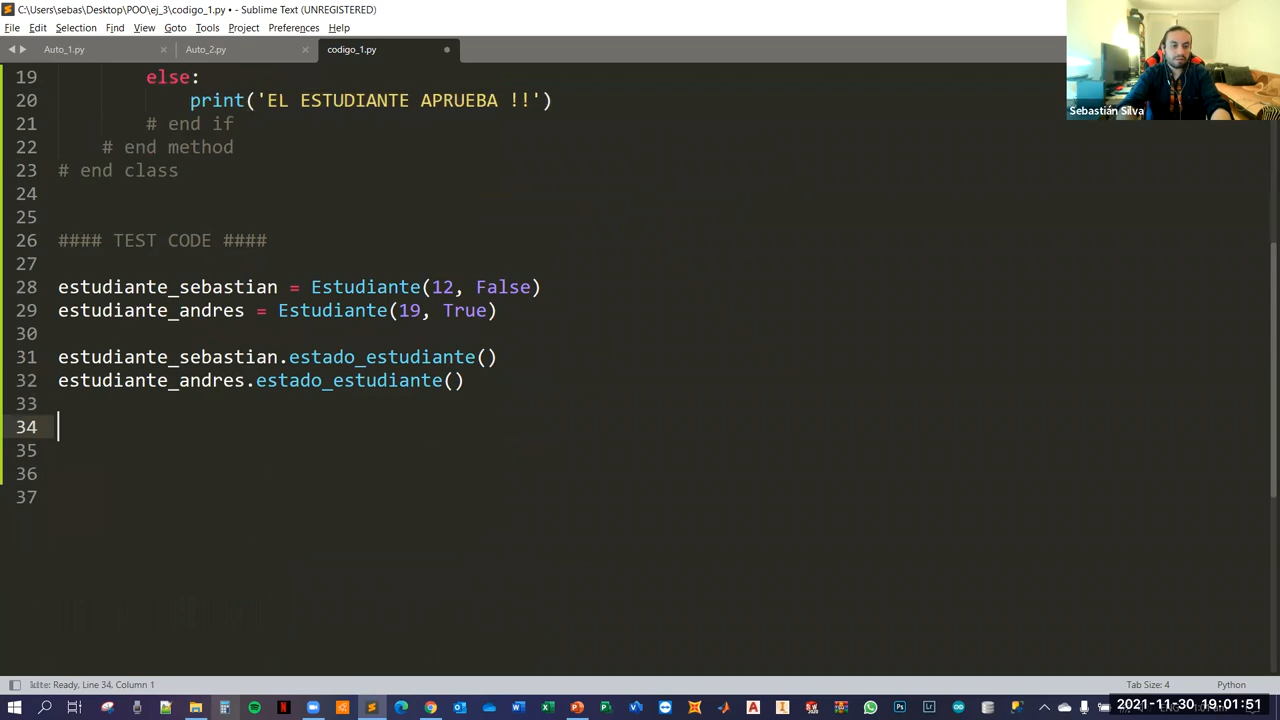 C:\Users\sebas\Desktop\POO\ej_3\codigo_1.py • - Sublime Text (UNREGISTERED)
File Edit Selection Find View Goto Tools Project Preferences Help
Auto_1.py Auto_2.py codigo_1.py
Sebastián Silva
19 else:
20 print('EL ESTUDIANTE APRUEBA !!')
21 # end if
22 # end method
23 # end class
24
25
26 #### TEST CODE ####
27
28 estudiante_sebastian = Estudiante(12, False)
29 estudiante_andres = Estudiante(19, True)
30
31 estudiante_sebastian.estado_estudiante()
32 estudiante_andres.estado_estudiante()
33
34
35
36
37
Ready, Line 34, Column 1 Tab Size: 4 Python
2021-11-30 19:01:51